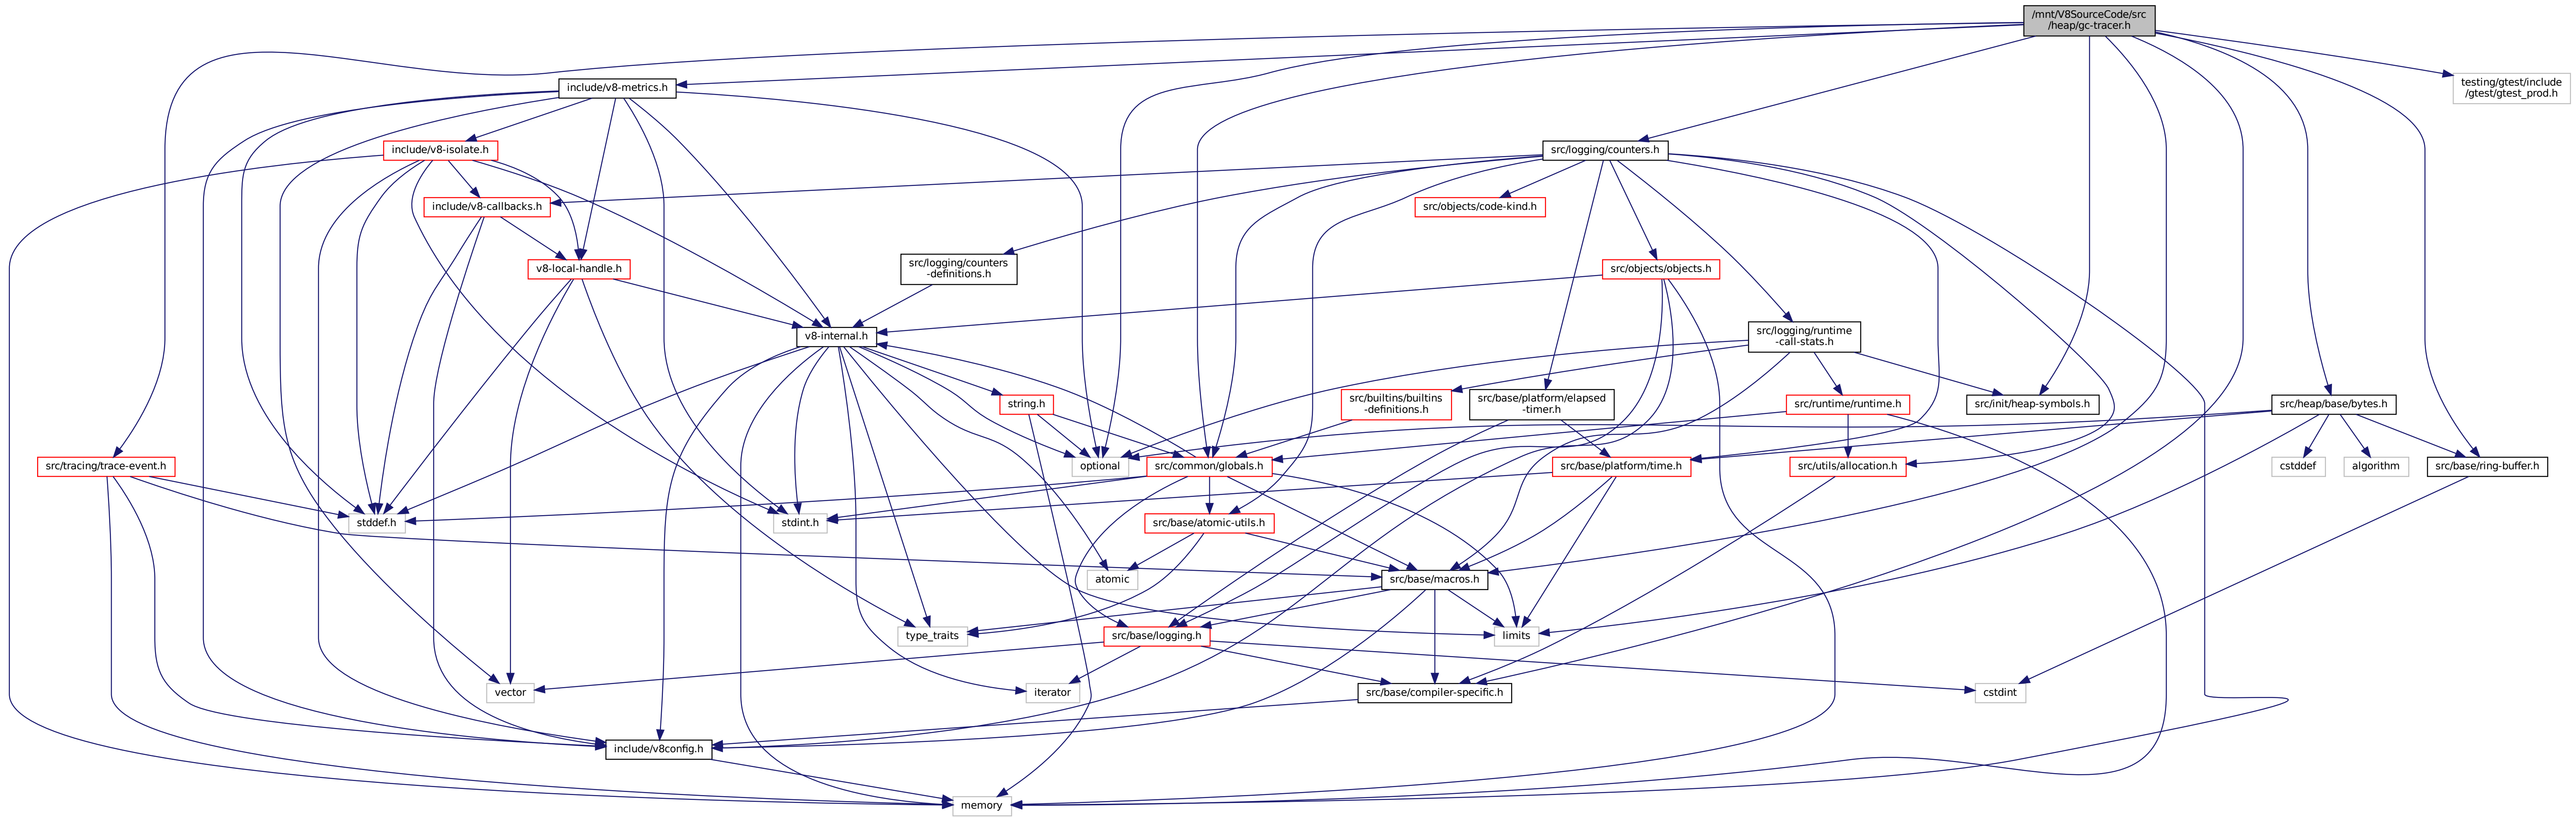 /mnt/V8SourceCode/src
/heap/gc-tracer.h
include/v8-metrics.h
testing/gtest/include
/gtest/gtest_prod.h
include/v8-isolate.h
src/logging/counters.h
include/v8-callbacks.h
src/objects/code-kind.h
v8-local-handle.h
src/logging/counters
-definitions.h
src/objects/objects.h
v8-internal.h
src/logging/runtime
-call-stats.h
string.h
src/builtins/builtins
-definitions.h
src/base/platform/elapsed
-timer.h
src/runtime/runtime.h
src/init/heap-symbols.h
src/heap/base/bytes.h
src/tracing/trace-event.h
optional
src/common/globals.h
src/base/platform/time.h
src/utils/allocation.h
cstddef
algorithm
src/base/ring-buffer.h
stddef.h
stdint.h
src/base/atomic-utils.h
atomic
src/base/macros.h
type_traits
src/base/logging.h
limits
vector
iterator
src/base/compiler-specific.h
cstdint
include/v8config.h
memory